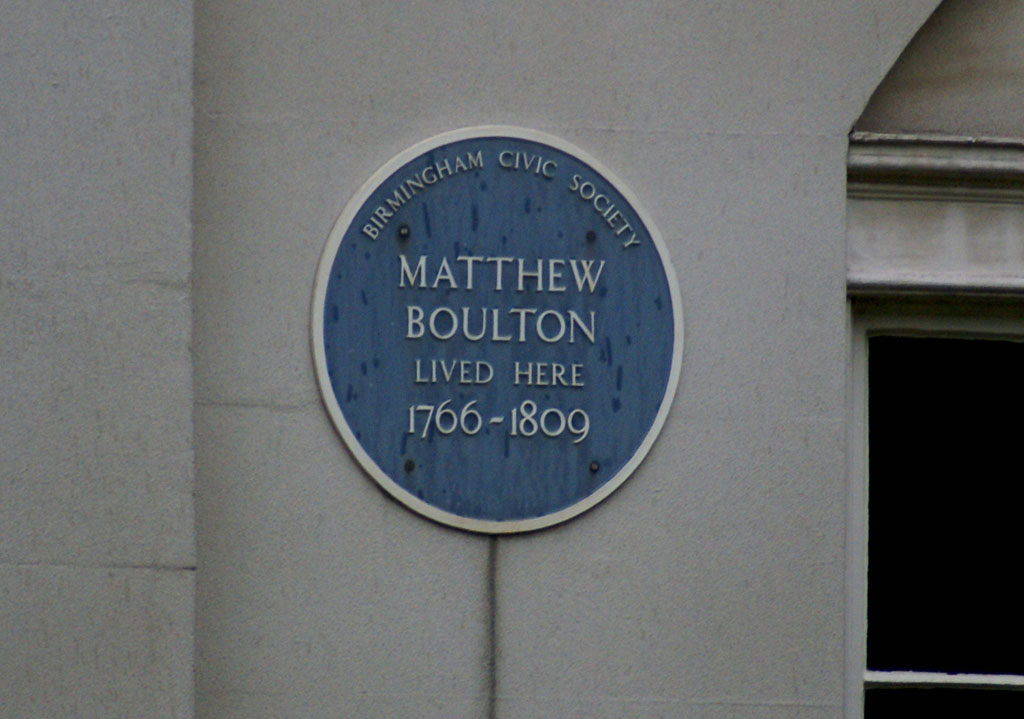 BIRMINGHAM CIVIC SOCIETY
MATTHEW
BOULTON
LIVED HERE
1766-1809